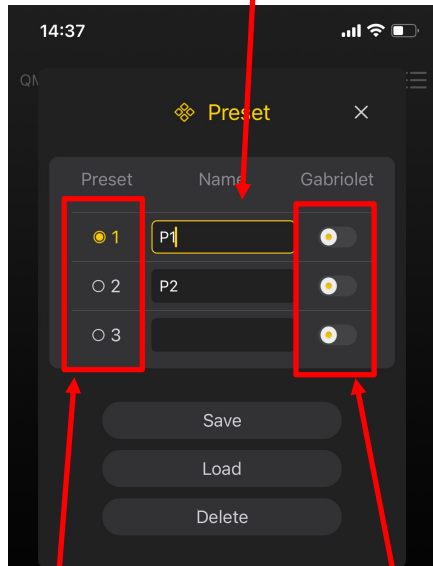 14:37
QM
Preset
Preset Name Gabriolet
1 P1
2 P2
3
Save
Load
Delete